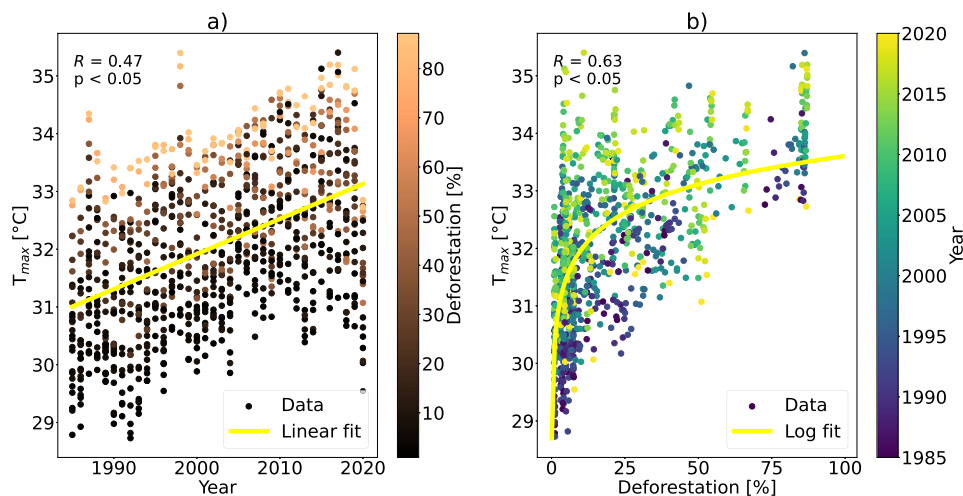 a)
R = 0.47
p < 0.05
T_max [°C]
35
34
33
32
31
30
29
1990
2000
2010
2020
Year
Data
Linear fit
80
70
60
50
40
30
20
10
Deforestation [%]
b)
R = 0.63
p < 0.05
T_max [°C]
35
34
33
32
31
30
29
0
25
50
75
100
Deforestation [%]
Data
Log fit
2020
2015
2010
2005
2000
1995
1990
1985
Year